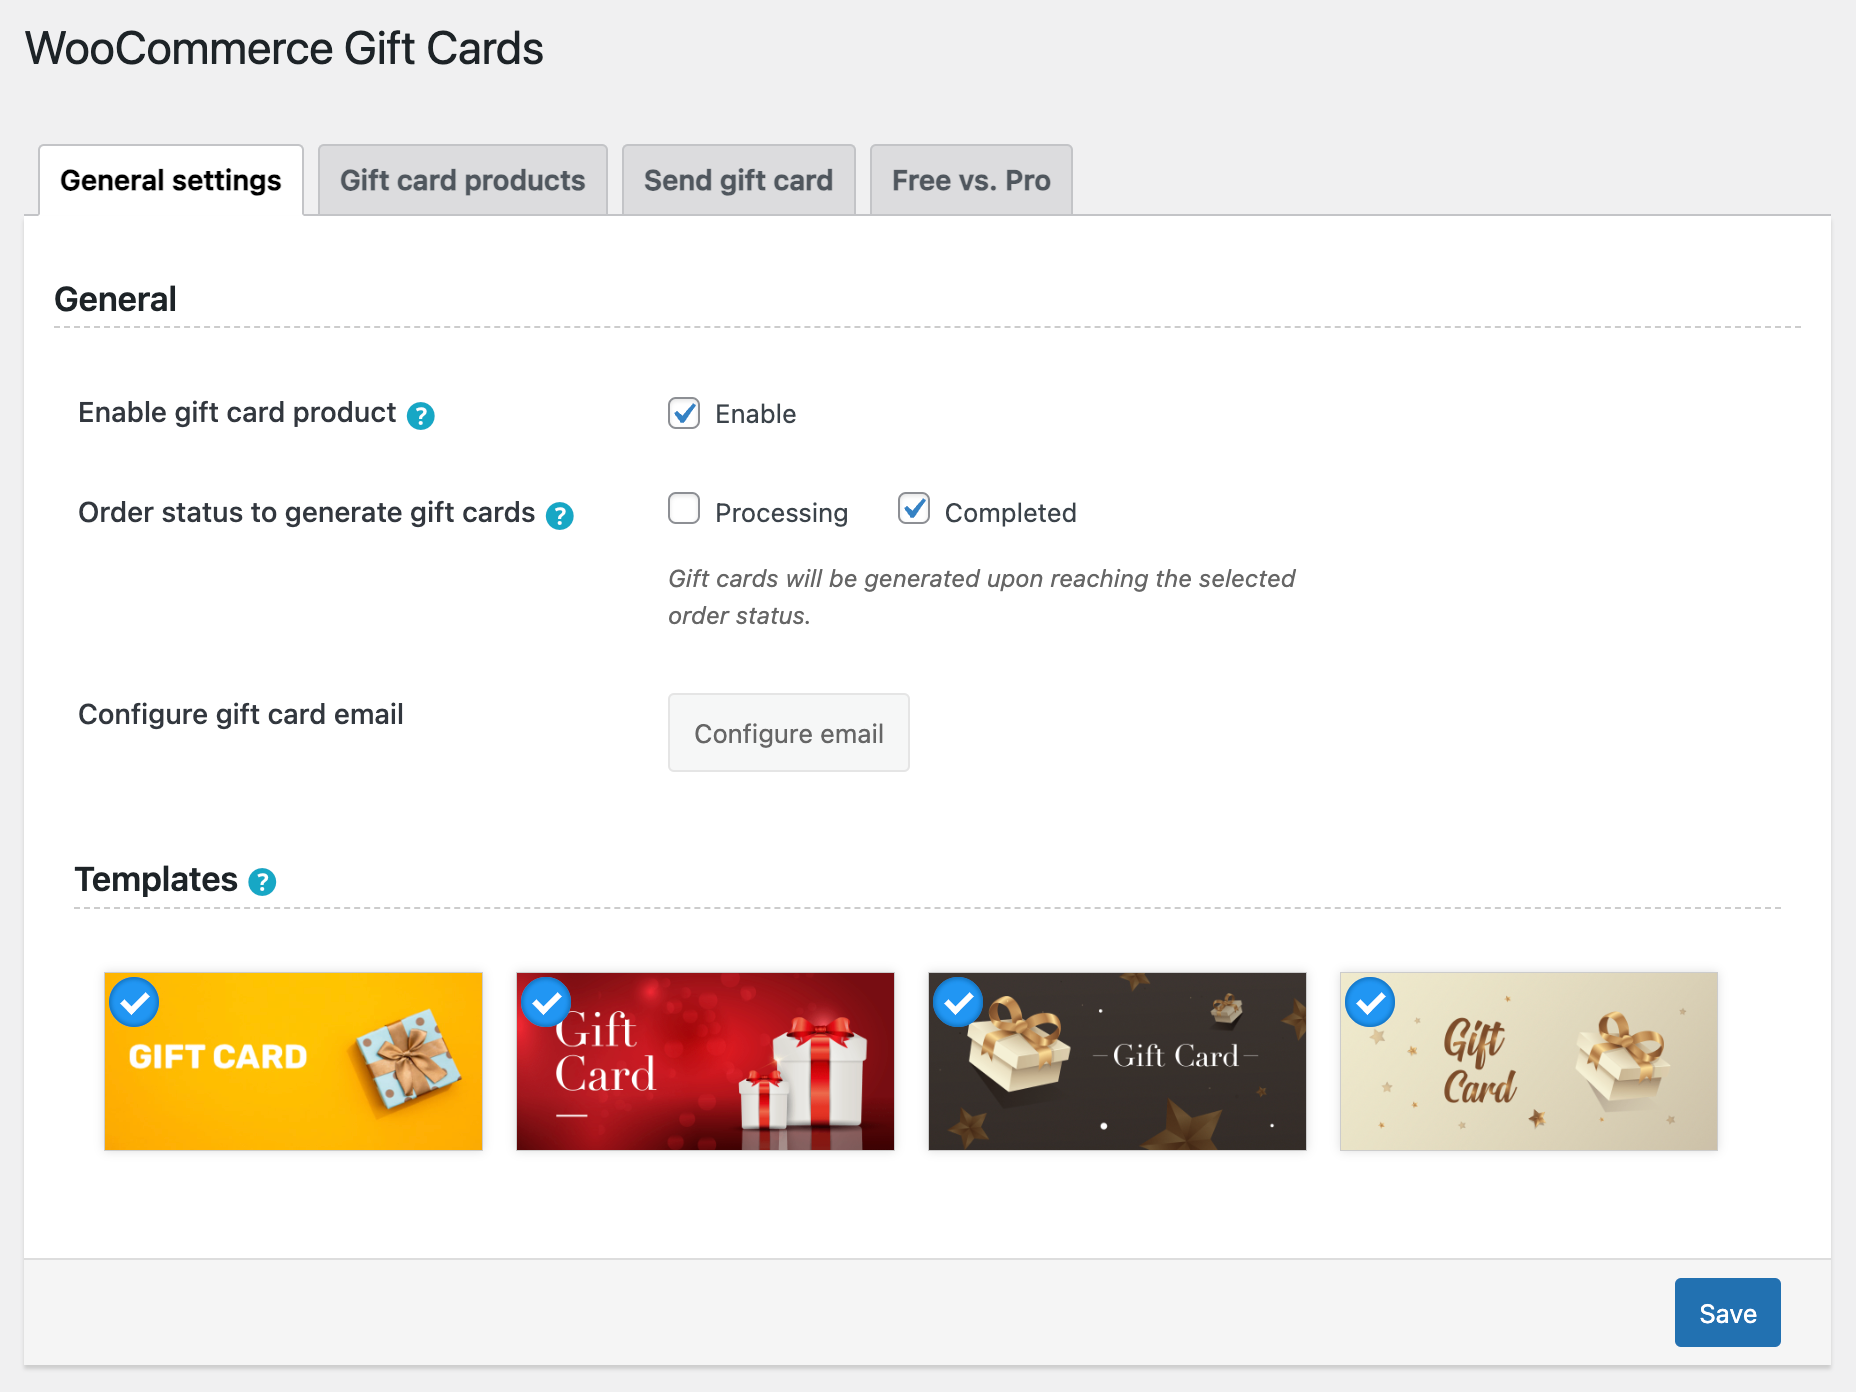 WooCommerce Gift Cards
General settings
Gift card products
Send gift card
Free vs. Pro
General
Enable gift card product ?
Enable
Order status to generate gift cards ?
Processing
Completed
Gift cards will be generated upon reaching the selected
order status.
Configure gift card email
Configure email
Templates ?
GIFT CARD
Gift
Card
Gift Card
Gift
Card
Save